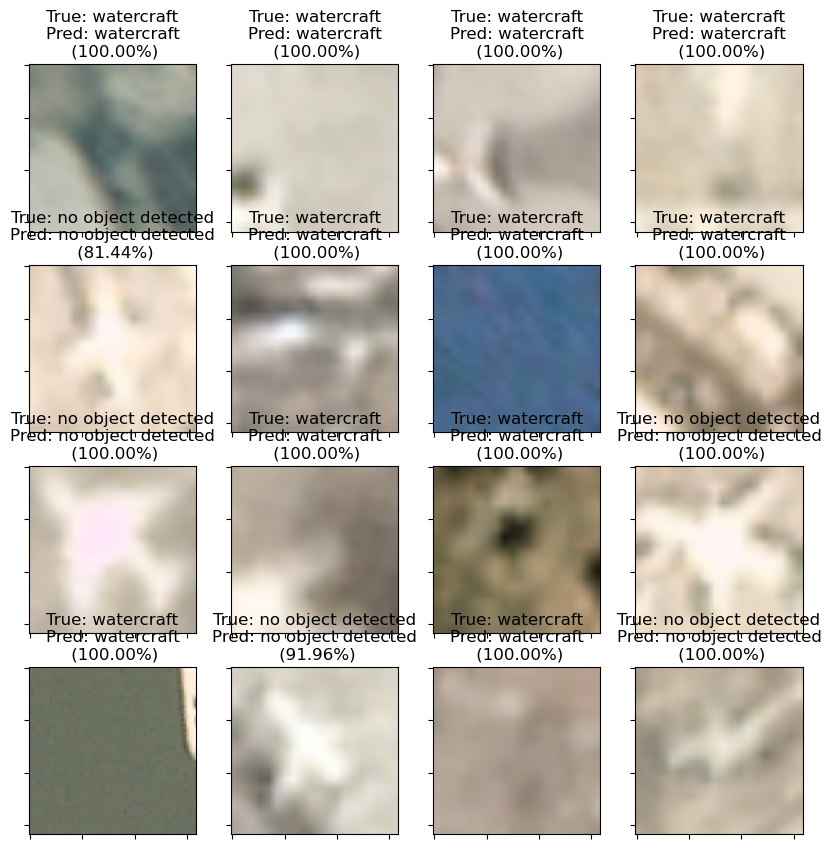 True: watercraft
Pred: watercraft
(100.00%)
True: watercraft
Pred: watercraft
(100.00%)
True: watercraft
Pred: watercraft
(100.00%)
True: watercraft
Pred: watercraft
(100.00%)
True: no object detected
Pred: no object detected
(81.44%)
True: watercraft
Pred: watercraft
(100.00%)
True: watercraft
Pred: watercraft
(100.00%)
True: watercraft
Pred: watercraft
(100.00%)
True: no object detected
Pred: no object detected
(100.00%)
True: watercraft
Pred: watercraft
(100.00%)
True: watercraft
Pred: watercraft
(100.00%)
True: no object detected
Pred: no object detected
(100.00%)
True: watercraft
Pred: watercraft
(100.00%)
True: no object detected
Pred: no object detected
(91.96%)
True: watercraft
Pred: watercraft
(100.00%)
True: no object detected
Pred: no object detected
(100.00%)